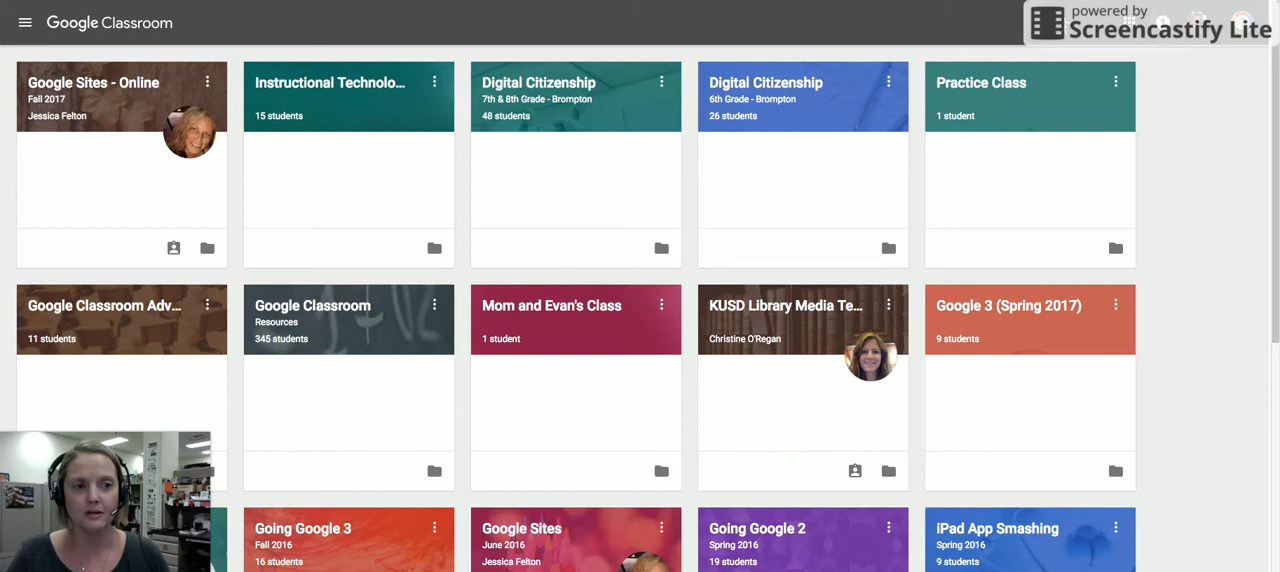 Google Classroom
powered by
Screencastify Lite
Google Sites - Online
Fall 2017
Jessica Felton
Instructional Technolo...
15 students
Digital Citizenship
7th & 8th Grade - Brompton
48 students
Digital Citizenship
6th Grade - Brompton
26 students
Practice Class
1 student
Google Classroom Adv...
11 students
Google Classroom
Resources
345 students
Mom and Evan's Class
1 student
KUSD Library Media Te...
Christine O'Regan
Google 3 (Spring 2017)
9 students
Going Google 3
Fall 2016
16 students
Google Sites
June 2016
Jessica Felton
Going Google 2
Spring 2016
19 students
iPad App Smashing
Spring 2016
9 students